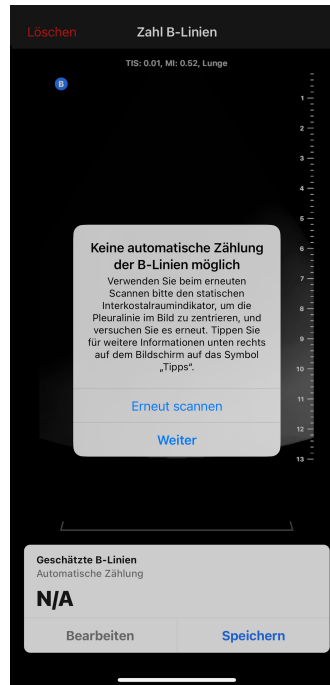 Löschen
Zahl B-Linien
TIS: 0.01, MI: 0.52, Lunge
B
1
2
3
4
5
6
7
8
9
10
11
12
13
Keine automatische Zählung
der B-Linien möglich
Verwenden Sie beim erneuten
Scannen bitte den statischen
Interkostalraumindikator, um die
Pleuralinie im Bild zu zentrieren, und
versuchen Sie es erneut. Tippen Sie
für weitere Informationen unten rechts
auf dem Bildschirm auf das Symbol
„Tipps“.
Erneut scannen
Weiter
Geschätzte B-Linien
Automatische Zählung
N/A
Bearbeiten
Speichern